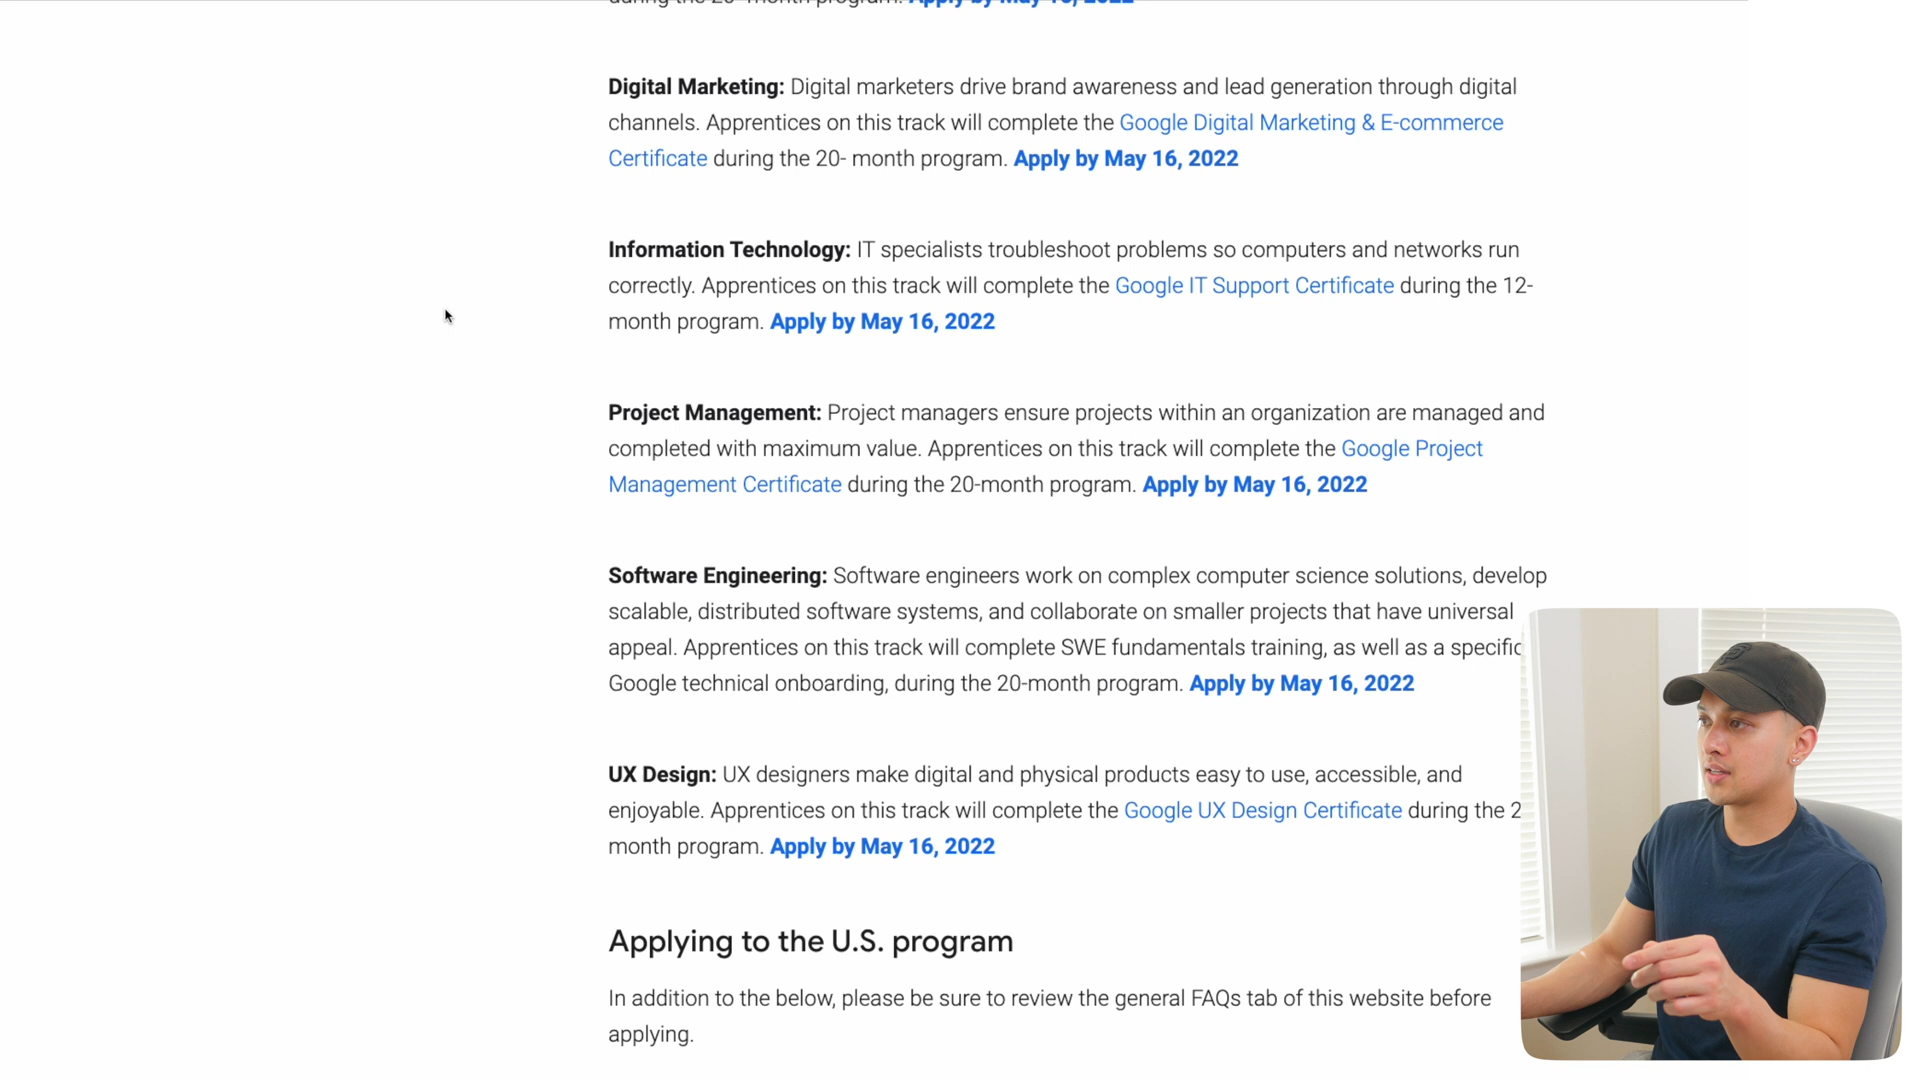 during the 20- month program. Apply by May 16, 2022
Digital Marketing: Digital marketers drive brand awareness and lead generation through digital
channels. Apprentices on this track will complete the Google Digital Marketing & E-commerce
Certificate during the 20- month program. Apply by May 16, 2022
Information Technology: IT specialists troubleshoot problems so computers and networks run
correctly. Apprentices on this track will complete the Google IT Support Certificate during the 12-
month program. Apply by May 16, 2022
Project Management: Project managers ensure projects within an organization are managed and
completed with maximum value. Apprentices on this track will complete the Google Project
Management Certificate during the 20-month program. Apply by May 16, 2022
Software Engineering: Software engineers work on complex computer science solutions, develop
scalable, distributed software systems, and collaborate on smaller projects that have universal
appeal. Apprentices on this track will complete SWE fundamentals training, as well as a specific
Google technical onboarding, during the 20-month program. Apply by May 16, 2022
UX Design: UX designers make digital and physical products easy to use, accessible, and
enjoyable. Apprentices on this track will complete the Google UX Design Certificate during the 2
month program. Apply by May 16, 2022
Applying to the U.S. program
In addition to the below, please be sure to review the general FAQs tab of this website before
applying.